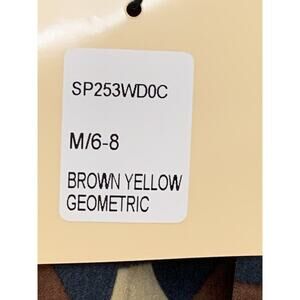 SP253WD0C
M/6-8
BROWN YELLOW
GEOMETRIC